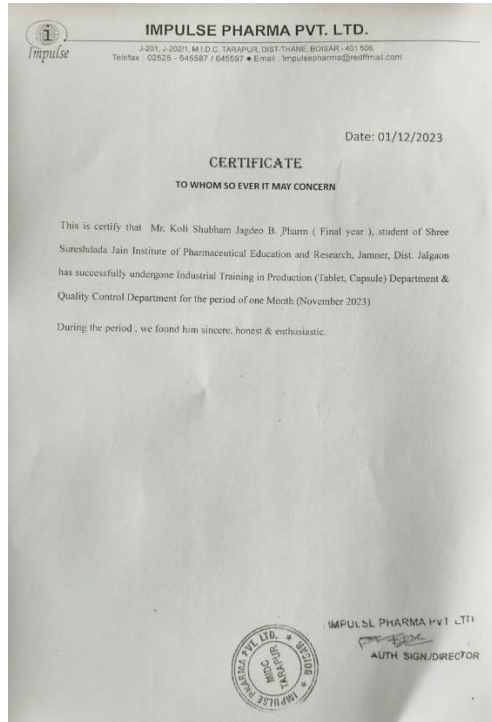 IMPULSE PHARMA PVT. LTD.
Impulse
J-201, J-202/1, M.I.D.C. TARAPUR, DIST-THANE, BOISAR - 401 506.
Telefax : 02525 - 645587 / 645597 ● Email : impulsepharma@rediffmail.com
Date: 01/12/2023
CERTIFICATE
TO WHOM SO EVER IT MAY CONCERN
This is certify that Mr. Koli Shubham Jagdeo B. Pharm ( Final year ), student of Shree
Sureshdada Jain Institute of Pharmaceutical Education and Research, Jamner, Dist. Jalgaon
has successfully undergone Industrial Training in Production (Tablet, Capsule) Department &
Quality Control Department for the period of one Month (November 2023)
During the period , we found him sincere, honest & enthusiastic.
IMPULSE PHARMA PVT LTD
AUTH. SIGN./DIRECTOR
IMPULSE PHARMA PVT. LTD. * BOISAR *
MIDC
TARAPUR